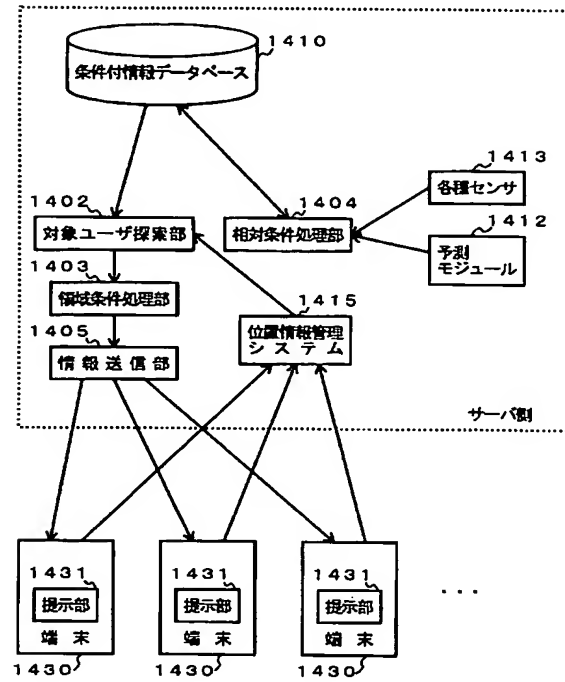 １４１０
条件付情報データベース
１４１３
各種センサ
１４０２
１４０４
１４１２
対象ユーザ探索部
相対条件処理部
予測
モジュール
１４０３
領域条件処理部
１４１５
１４０５
位置情報管理
システム
情報送信部
サーバ側
１４３１
１４３１
１４３１
提示部
提示部
提示部
・・・
端末
端末
端末
１４３０
１４３０
１４３０